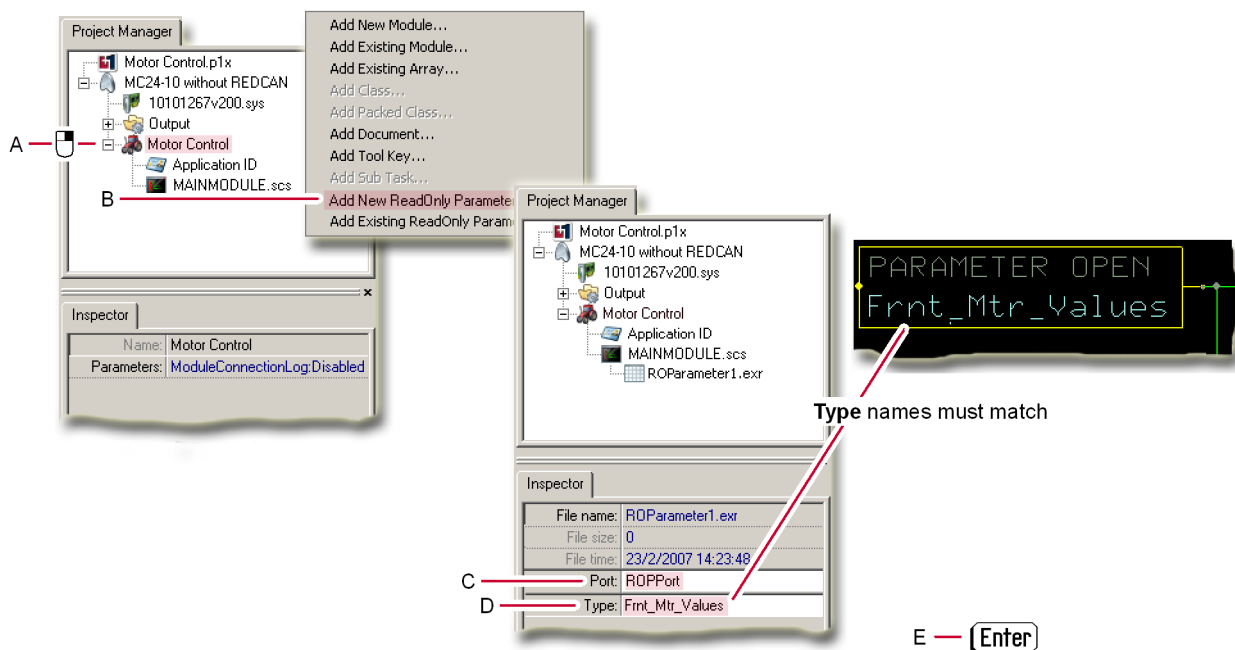 Project Manager
Motor Control.p1x
MC24-10 without REDCAN
10101267v200.sys
Output
A
Motor Control
Application ID
MAINMODULE.scs
Inspector
Name: Motor Control
Parameters: ModuleConnectionLog:Disabled
Add New Module...
Add Existing Module...
Add Existing Array...
Add Class...
Add Packed Class...
Add Document...
Add Tool Key...
Add Sub Task...
B
Add New ReadOnly Parameter
Add Existing ReadOnly Param
Project Manager
Motor Control.p1x
MC24-10 without REDCAN
10101267v200.sys
Output
Motor Control
Application ID
MAINMODULE.scs
ROParameter1.exr
Inspector
File name: ROParameter1.exr
File size: 0
File time: 23/2/2007 14:23:48
C
Port: ROPPort
D
Type: Frnt_Mtr_Values
PARAMETER OPEN
Frnt_Mtr_Values
Type names must match
E
Enter